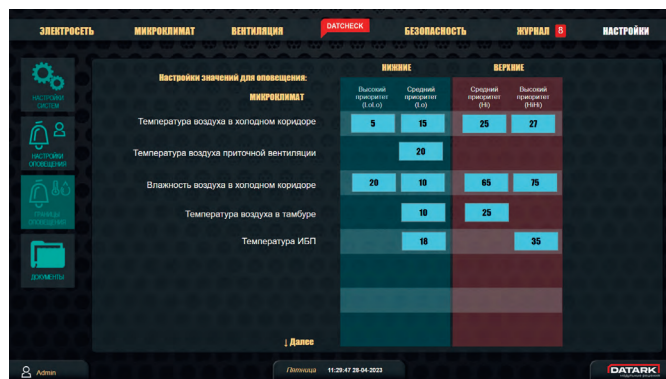 ЭЛЕКТРОСЕТЬ МИКРОКЛИМАТ ВЕНТИЛЯЦИЯ DATCHECK БЕЗОПАСНОСТЬ ЖУРНАЛ 8 НАСТРОЙКИ
НАСТРОЙКИ
СИСТЕМ
НАСТРОЙКИ
ОПОВЕЩЕНИЯ
ГРАНИЦЫ
ОПОВЕЩЕНИЯ
ДОКУМЕНТЫ
Настройки значений для оповещения:
МИКРОКЛИМАТ
НИЖНИЕ ВЕРХНИЕ
Высокий приоритет (LoLo) Средний приоритет (Lo) Средний приоритет (Hi) Высокий приоритет (HiHi)
Температура воздуха в холодном коридоре 5 15 25 27
Температура воздуха приточной вентиляции 20
Влажность воздуха в холодном коридоре 20 10 65 75
Температура воздуха в тамбуре 10 25
Температура ИБП 18 35
↓ Далее
Admin Пятница 11:29:47 28-04-2023 DATARK